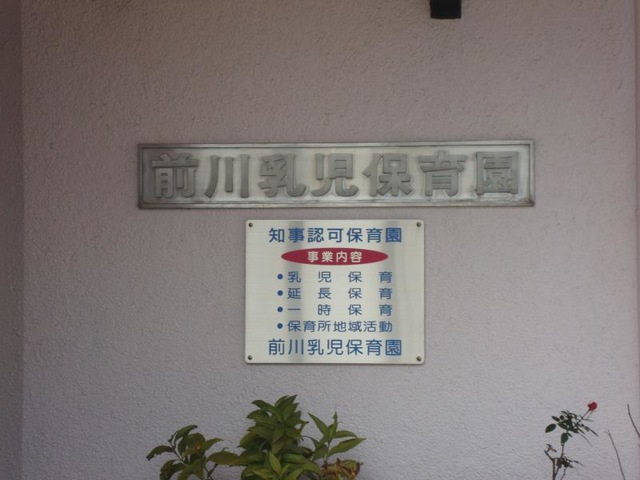 前川乳児保育園
知事認可保育園
事業内容
•乳児保育
•延長保育
•一時保育
•保育所地域活動
前川乳児保育園